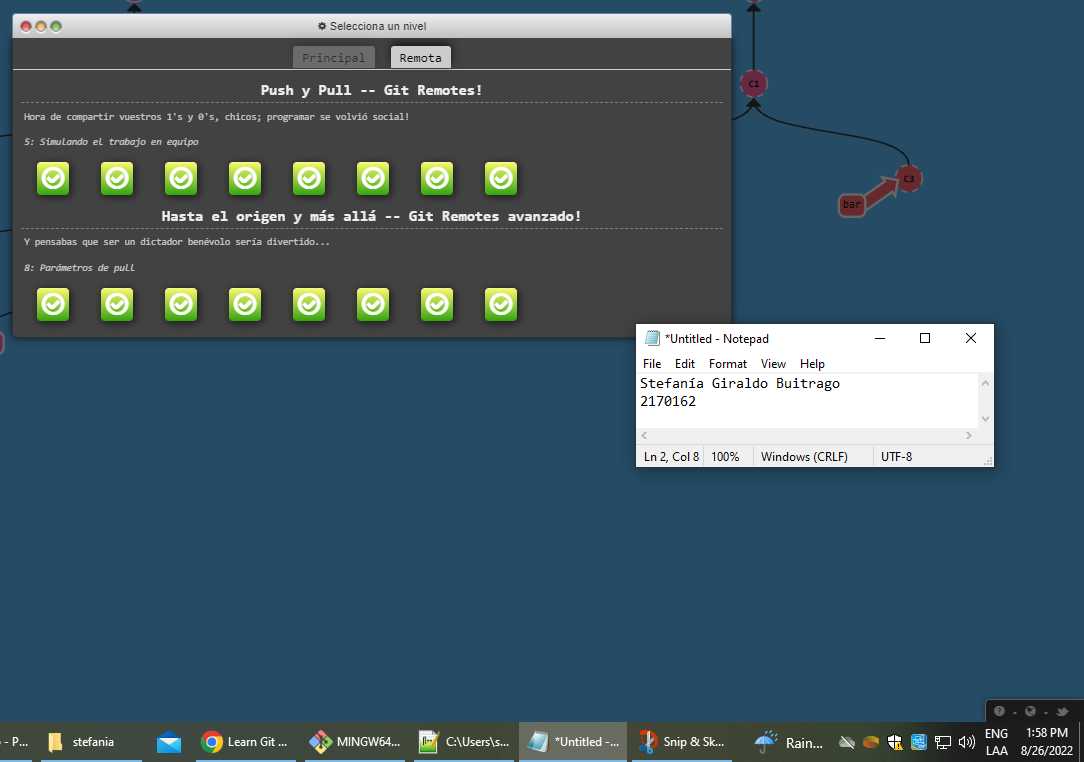 Selecciona un nivel
Principal
Remota
Push y Pull -- Git Remotes!
Hora de compartir vuestros 1's y 0's, chicos; programar se volvió social!
5: Simulando el trabajo en equipo
Hasta el origen y más allá -- Git Remotes avanzado!
Y pensabas que ser un dictador benévolo sería divertido...
8: Parámetros de pull
C1
C3
bar
*Untitled - Notepad
File Edit Format View Help
Stefanía Giraldo Buitrago
2170162
Ln 2, Col 8 100% Windows (CRLF) UTF-8
- P...
stefania
Learn Git ...
MINGW64...
C:\Users\s...
*Untitled -...
Snip & Sk...
Rain...
ENG
LAA
1:58 PM
8/26/2022